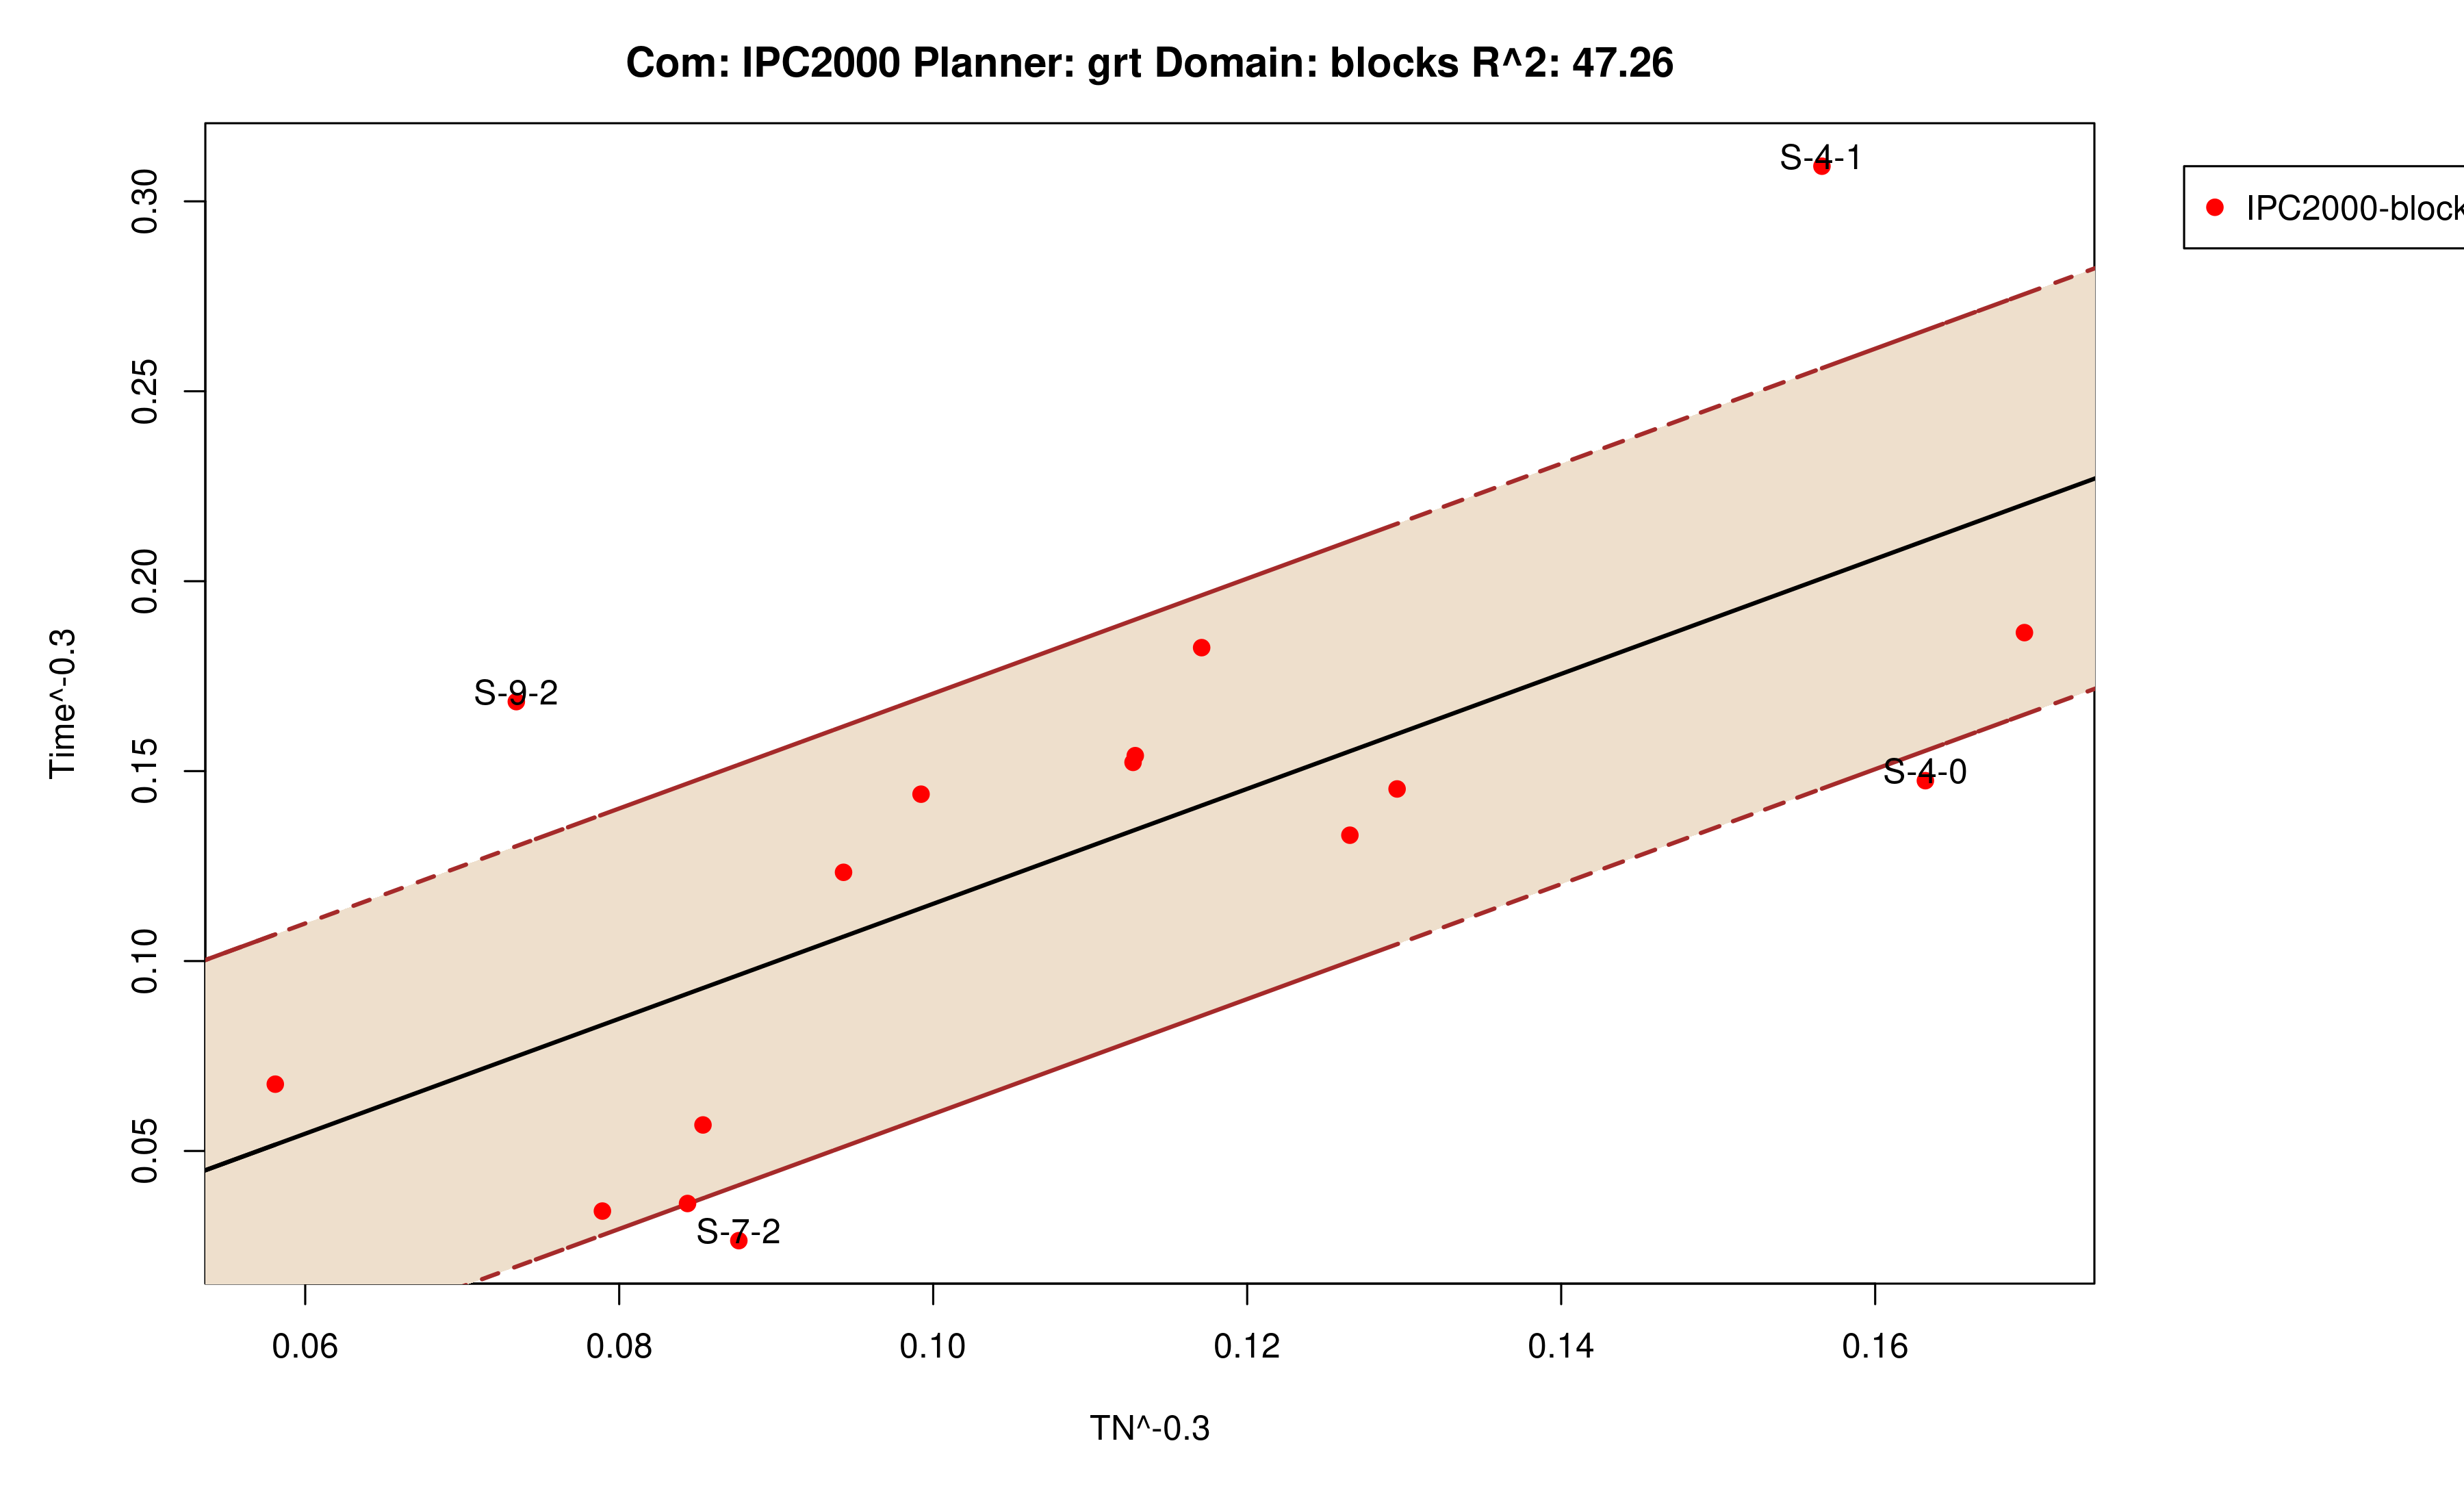 Com: IPC2000 Planner: grt Domain: blocks R^2: 47.26
S-4-1
IPC2000-block
0.30
0.25
0.20
0.15
0.10
0.05
Time^-0.3
S-9-2
S-4-0
S-7-2
0.06 0.08 0.10 0.12 0.14 0.16
TN^-0.3